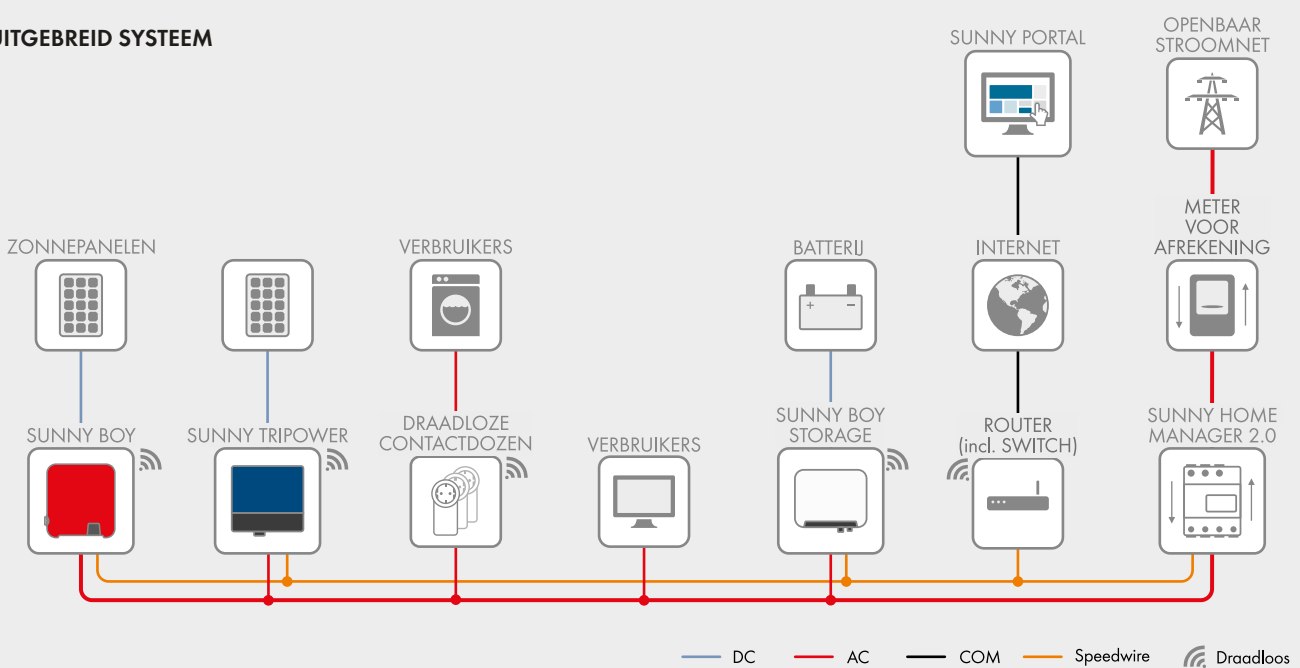 UITGEBREID SYSTEEM
SUNNY PORTAL
OPENBAAR
STROOMNET
ZONNEPANELEN
VERBRUIKERS
BATTERIJ
INTERNET
METER
VOOR
AFREKENING
SUNNY BOY
SUNNY TRIPOWER
DRAADLOZE
CONTACTDOZEN
VERBRUIKERS
SUNNY BOY
STORAGE
ROUTER
(incl. SWITCH)
SUNNY HOME
MANAGER 2.0
DC
AC
COM
Speedwire
Draadloos